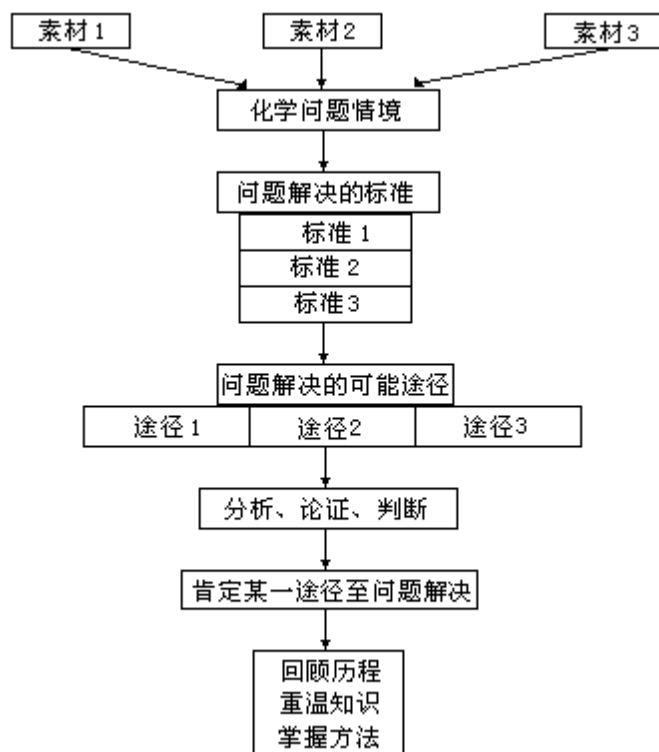 素材1 素材2 素材3
化学问题情境
问题解决的标准
标准1
标准2
标准3
问题解决的可能途径
途径1 途径2 途径3
分析、论证、判断
肯定某一途径至问题解决
回顾历程
重温知识
掌握方法